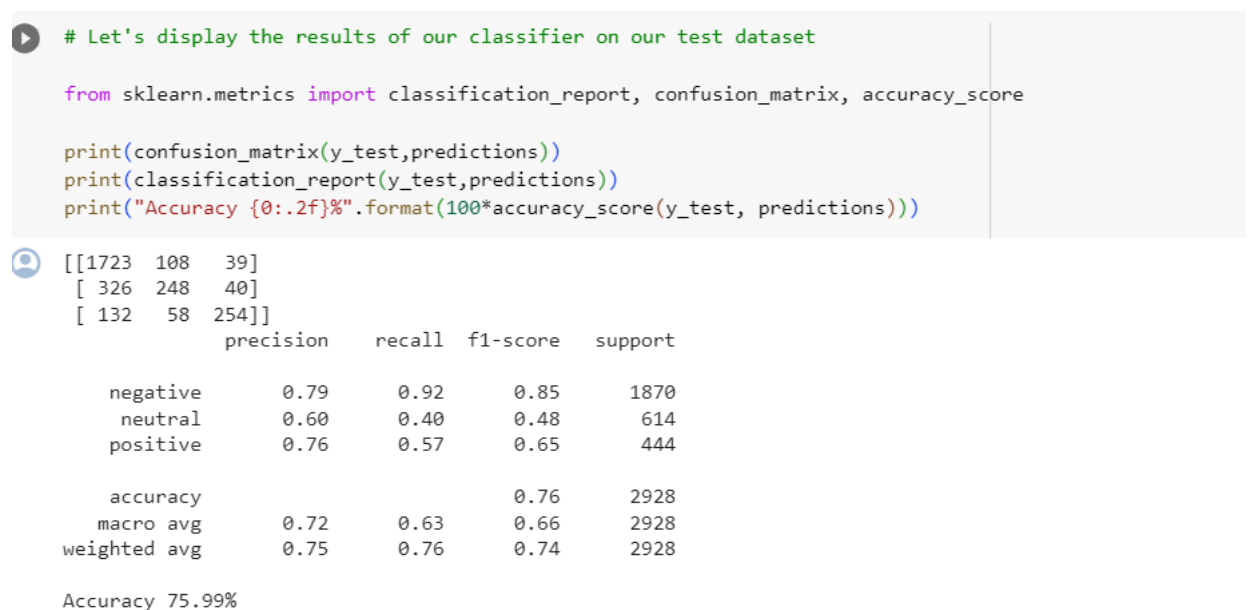 # Let's display the results of our classifier on our test dataset
from sklearn.metrics import classification_report, confusion_matrix, accuracy_score
print(confusion_matrix(y_test,predictions))
print(classification_report(y_test,predictions))
print("Accuracy {0:.2f}%".format(100*accuracy_score(y_test, predictions)))
[[1723 108 39]
[ 326 248 40]
[ 132 58 254]]
precision recall f1-score support
negative 0.79 0.92 0.85 1870
neutral 0.60 0.40 0.48 614
positive 0.76 0.57 0.65 444
accuracy 0.76 2928
macro avg 0.72 0.63 0.66 2928
weighted avg 0.75 0.76 0.74 2928
Accuracy 75.99%